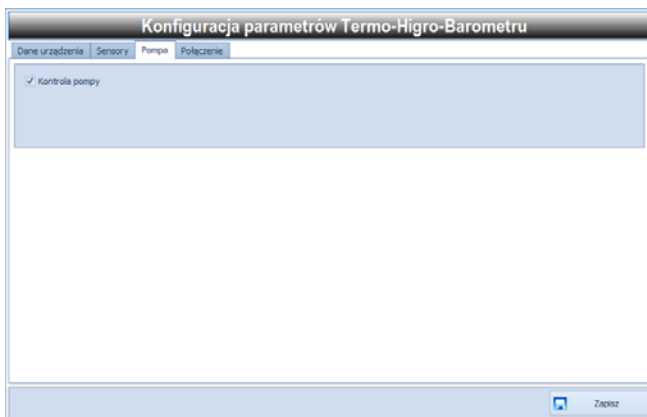 Konfiguracja parametrów Termo-Higro-Barometru
Dane urządzenia Sensory Pompa Połączenie
Kontrola pompy
Zapisz